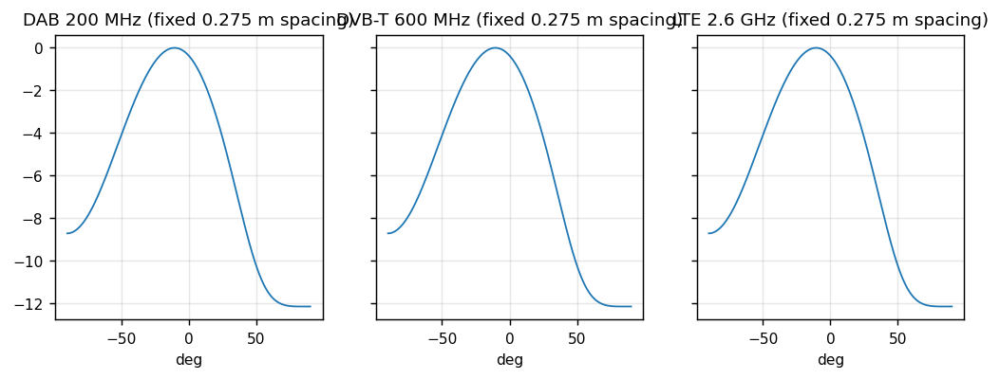 DAB 200 MHz (fixed 0.275 m spacing)
DVB-T 600 MHz (fixed 0.275 m spacing)
LTE 2.6 GHz (fixed 0.275 m spacing)
0
−2
−4
−6
−8
−10
−12
−50 0 50
−50 0 50
−50 0 50
deg
deg
deg